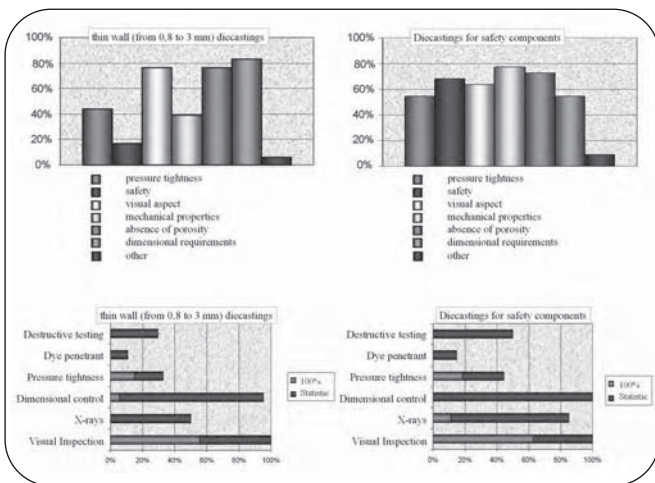 thin wall (from 0,8 to 3 mm) diecastings
100%
80%
60%
40%
20%
0%
pressure tightness
safety
visual aspect
mechanical properties
absence of porosity
dimensional requirements
other
Diecastings for safety components
100%
80%
60%
40%
20%
0%
pressure tightness
safety
visual aspect
mechanical properties
absence of porosity
dimensional requirements
other
thin wall (from 0,8 to 3 mm) diecastings
Destructive testing
Dye penetrant
Pressure tightness
Dimensional control
X-rays
Visual Inspection
0% 20% 40% 60% 80% 100%
100%
Statistic
Diecastings for safety components
Destructive testing
Dye penetrant
Pressure tightness
Dimensional control
X-rays
Visual Inspection
0% 20% 40% 60% 80% 100%
100%
Statistic